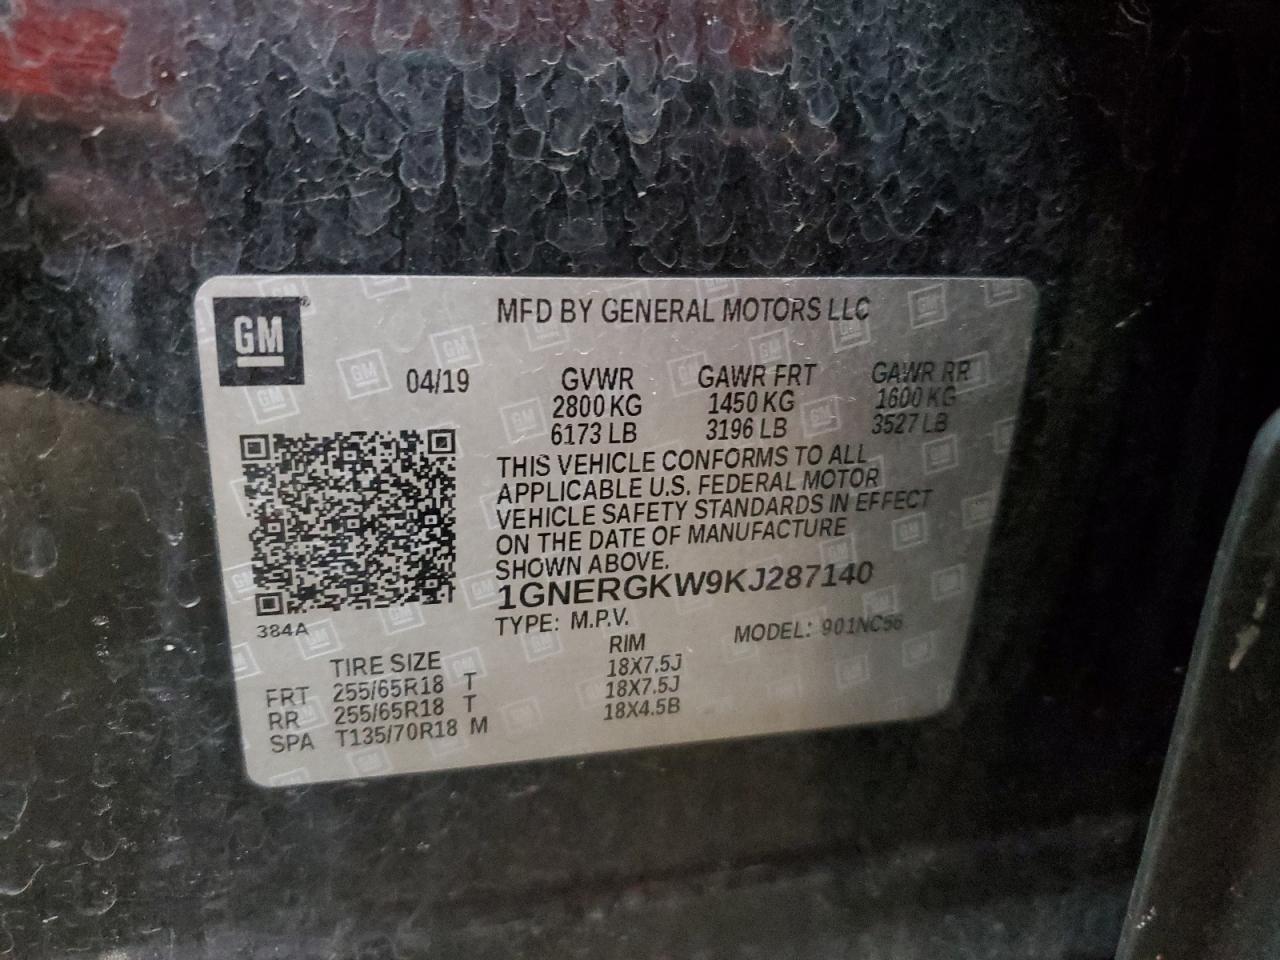 GM
MFD BY GENERAL MOTORS LLC
04/19 GVWR GAWR FRT GAWR RR
2800 KG 1450 KG 1600 KG
6173 LB 3196 LB 3527 LB
THIS VEHICLE CONFORMS TO ALL
APPLICABLE U.S. FEDERAL MOTOR
VEHICLE SAFETY STANDARDS IN EFFECT
ON THE DATE OF MANUFACTURE
SHOWN ABOVE.
1GNERGKW9KJ287140
384A
TYPE: M.P.V. MODEL: 901NC56
TIRE SIZE RIM
FRT 255/65R18 T 18X7.5J
RR 255/65R18 T 18X7.5J
SPA T135/70R18 M 18X4.5B